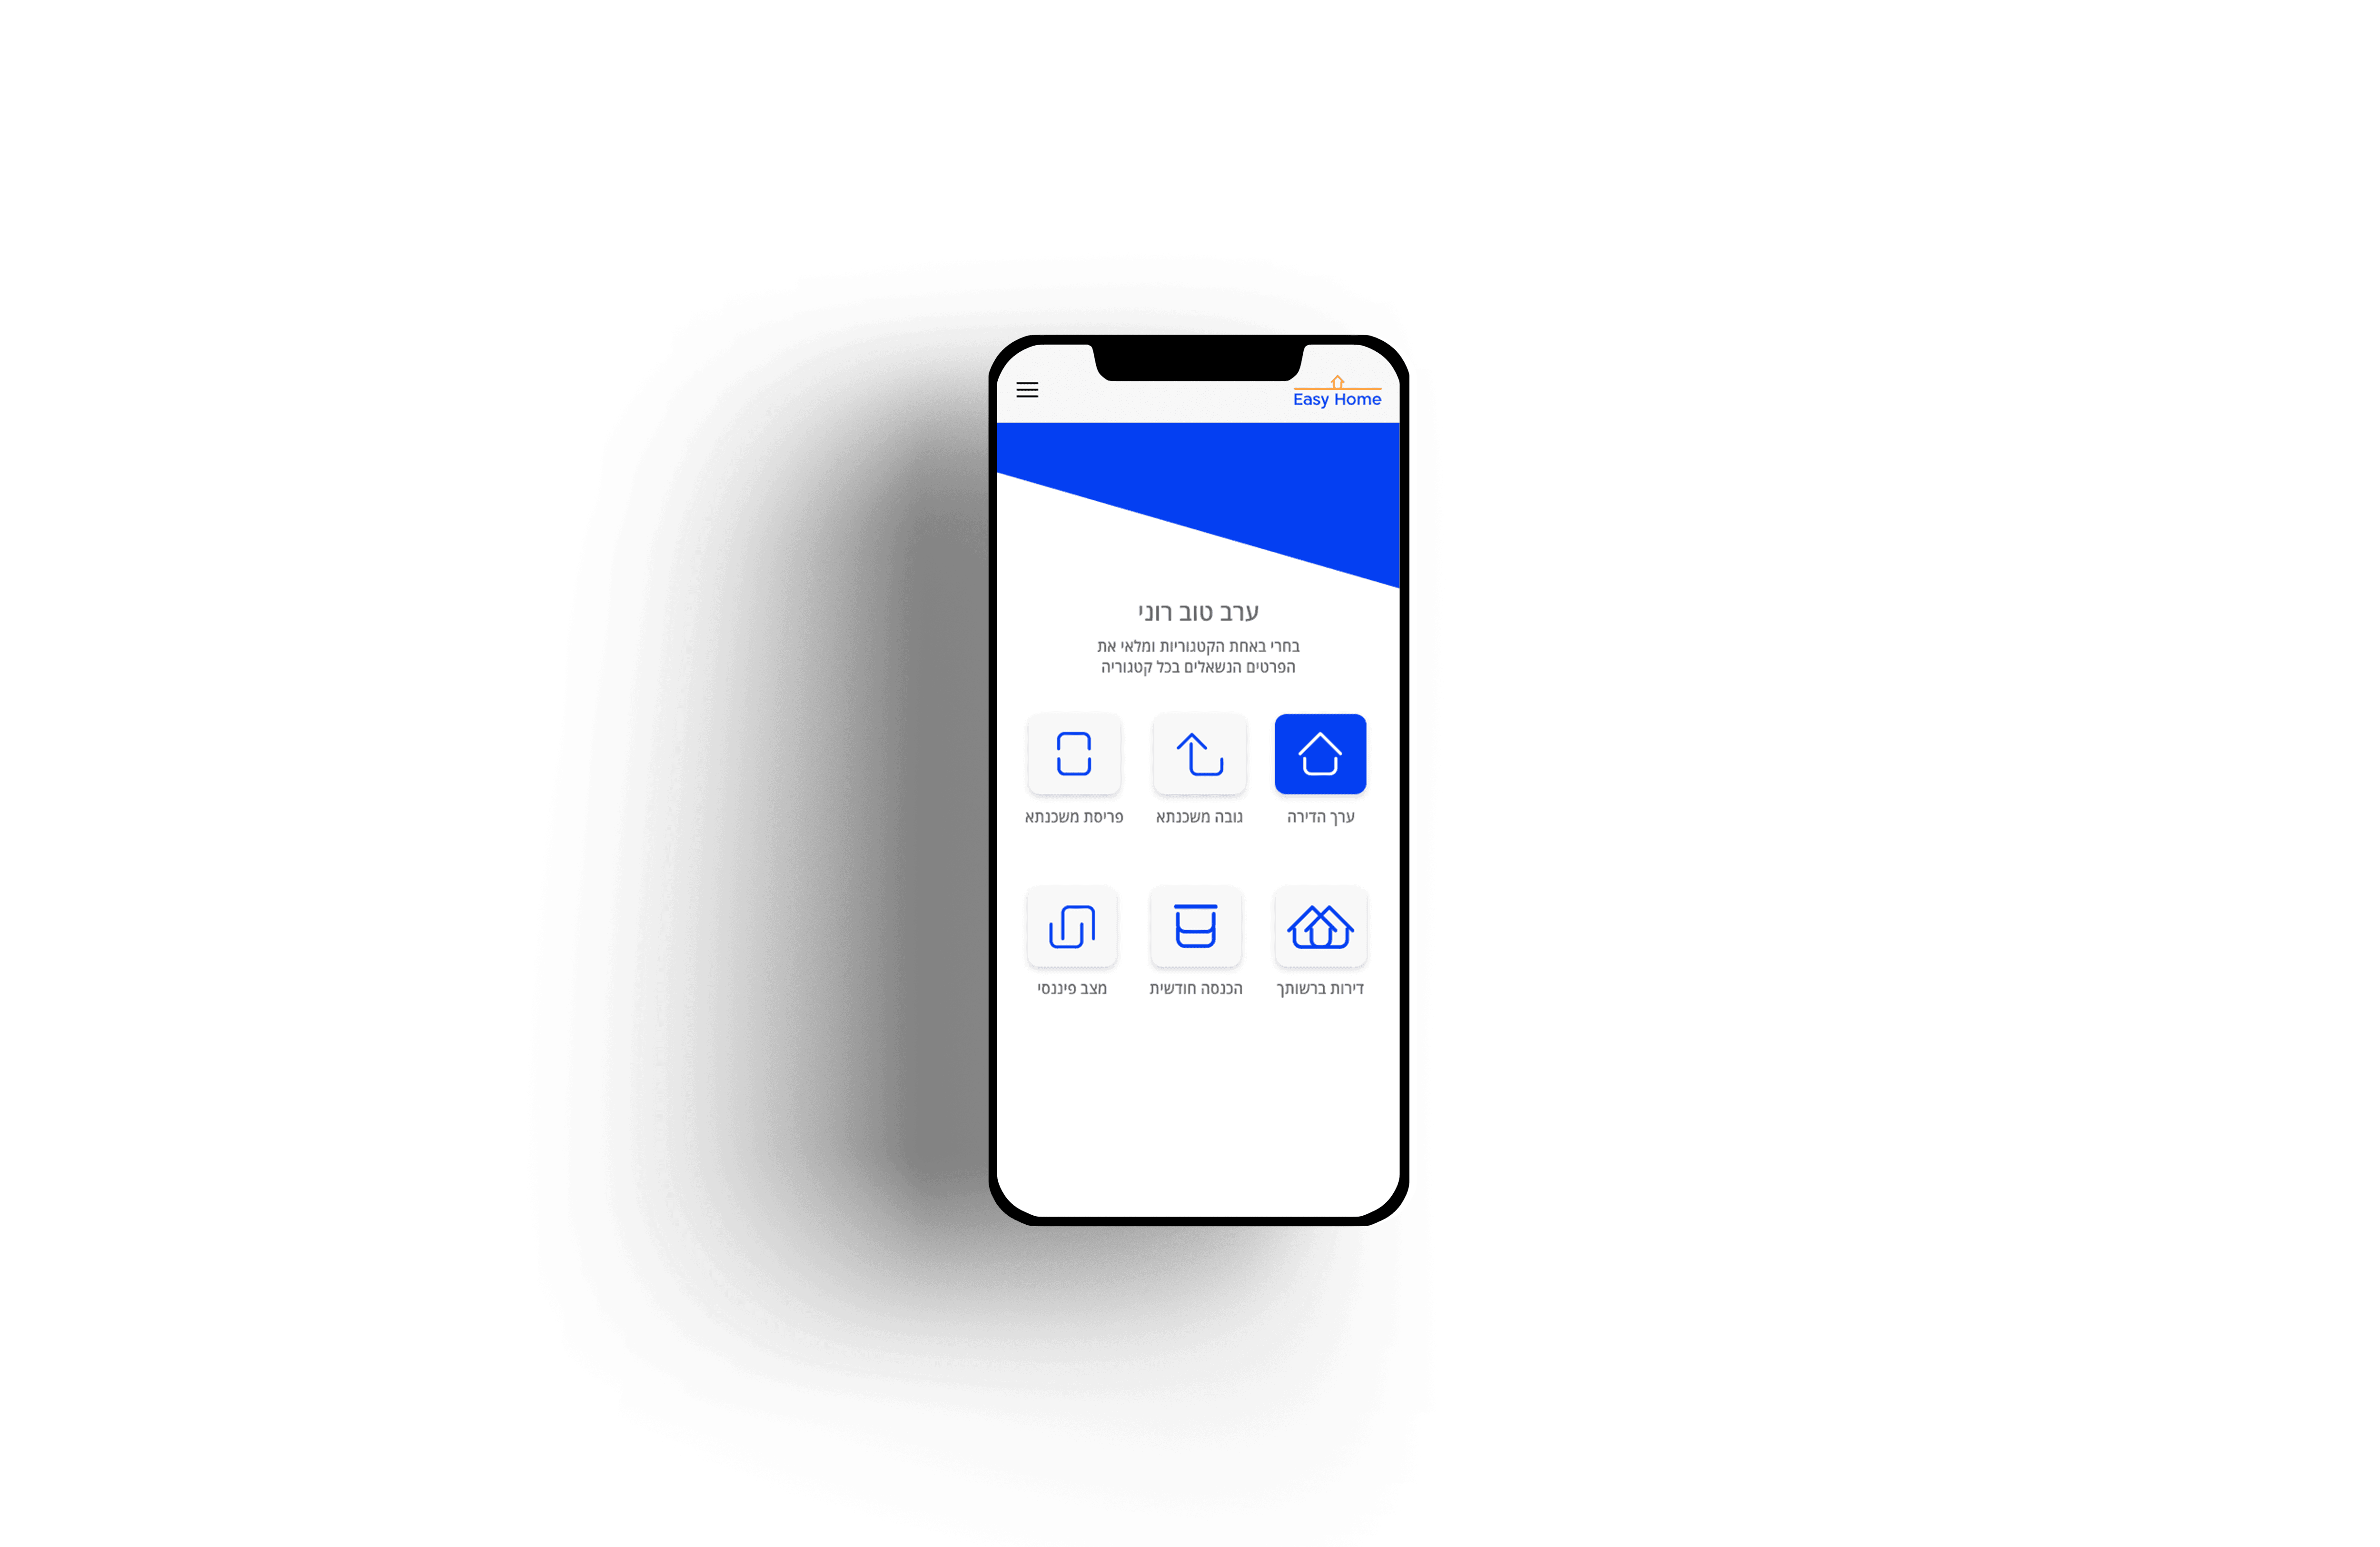 Easy Home
ערב טוב רוני
בחרי באחת הקטגוריות ומלאי את
הפרטים הנשאלים בכל קטגוריה
ערך הדירה
גובה משכנתא
פריסת משכנתא
דירות ברשותך
הכנסה חודשית
מצב פיננסי